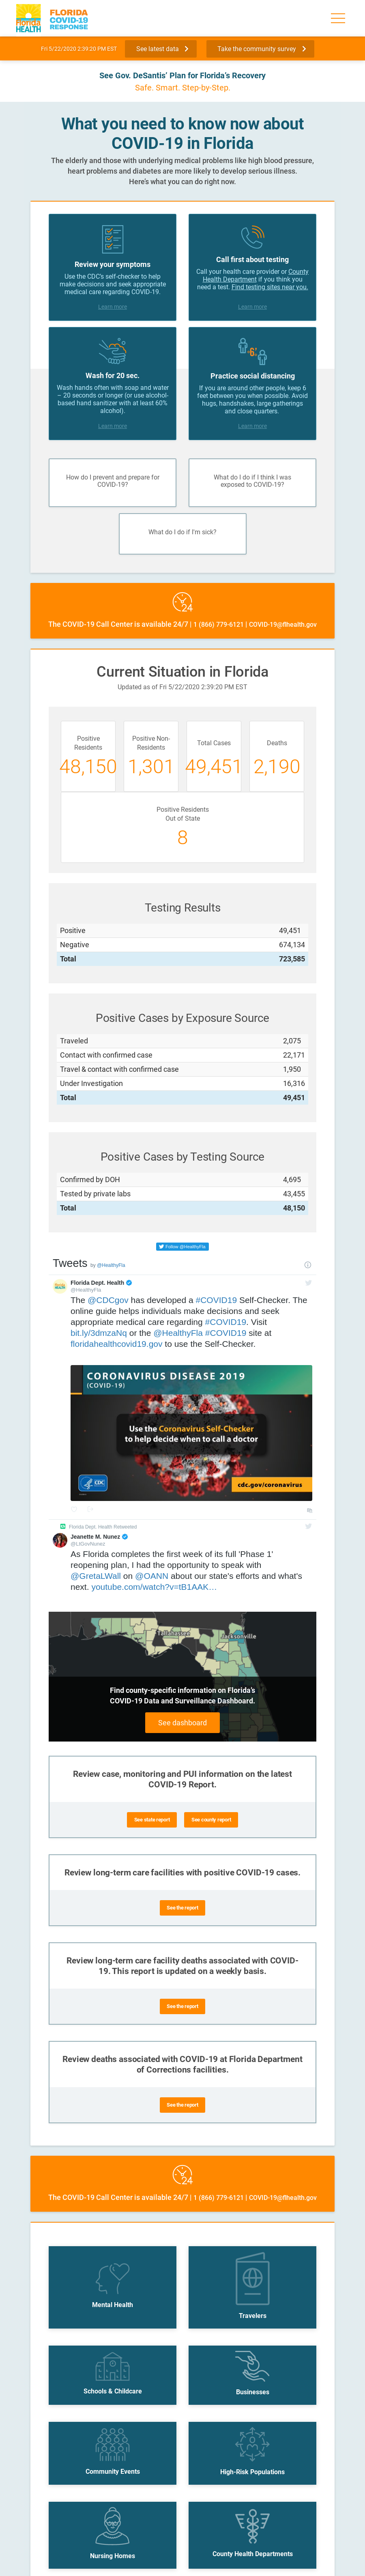 Florida
HEALTH
FLORIDA
COVID-19
RESPONSE
Fri 5/22/2020 2:39:20 PM EST
See latest data
Take the community survey
See Gov. DeSantis' Plan for Florida's Recovery
Safe. Smart. Step-by-Step.
What you need to know now about
COVID-19 in Florida
The elderly and those with underlying medical problems like high blood pressure,
heart problems and diabetes are more likely to develop serious illness.
Here's what you can do right now.
Review your symptoms
Use the CDC's self-checker to help
make decisions and seek appropriate
medical care regarding COVID-19.
Learn more
Call first about testing
Call your health care provider or County
Health Department if you think you
need a test. Find testing sites near you.
Learn more
Wash for 20 sec.
Wash hands often with soap and water
– 20 seconds or longer (or use alcohol-
based hand sanitizer with at least 60%
alcohol).
Learn more
6'
Practice social distancing
If you are around other people, keep 6
feet between you when possible. Avoid
hugs, handshakes, large gatherings
and close quarters.
Learn more
How do I prevent and prepare for
COVID-19?
What do I do if I think I was
exposed to COVID-19?
What do I do if I'm sick?
24
The COVID-19 Call Center is available 24/7 | 1 (866) 779-6121 | COVID-19@flhealth.gov
Current Situation in Florida
Updated as of Fri 5/22/2020 2:39:20 PM EST
Positive
Residents
48,150
Positive Non-
Residents
1,301
Total Cases
49,451
Deaths
2,190
Positive Residents
Out of State
8
Testing Results
Positive 49,451
Negative 674,134
Total 723,585
Positive Cases by Exposure Source
Traveled 2,075
Contact with confirmed case 22,171
Travel & contact with confirmed case 1,950
Under Investigation 16,316
Total 49,451
Positive Cases by Testing Source
Confirmed by DOH 4,695
Tested by private labs 43,455
Total 48,150
Follow @HealthyFla
Tweets by @HealthyFla
Florida Dept. Health
@HealthyFla
The @CDCgov has developed a #COVID19 Self-Checker. The
online guide helps individuals make decisions and seek
appropriate medical care regarding #COVID19. Visit
bit.ly/3dmzaNq or the @HealthyFla #COVID19 site at
floridahealthcovid19.gov to use the Self-Checker.
CORONAVIRUS DISEASE 2019
(COVID-19)
Use the Coronavirus Self-Checker
to help decide when to call a doctor
CDC
cdc.gov/coronavirus
Florida Dept. Health Retweeted
Jeanette M. Nunez
@LtGovNunez
As Florida completes the first week of its full 'Phase 1'
reopening plan, I had the opportunity to speak with
@GretaLWall on @OANN about our state's efforts and what's
next. youtube.com/watch?v=tB1AAK…
Tallahassee
Jacksonville
Find county-specific information on Florida's
COVID-19 Data and Surveillance Dashboard.
See dashboard
Review case, monitoring and PUI information on the latest
COVID-19 Report.
See state report
See county report
Review long-term care facilities with positive COVID-19 cases.
See the report
Review long-term care facility deaths associated with COVID-
19. This report is updated on a weekly basis.
See the report
Review deaths associated with COVID-19 at Florida Department
of Corrections facilities.
See the report
24
The COVID-19 Call Center is available 24/7 | 1 (866) 779-6121 | COVID-19@flhealth.gov
Mental Health
Travelers
Schools & Childcare
Businesses
Community Events
High-Risk Populations
Nursing Homes
County Health Departments